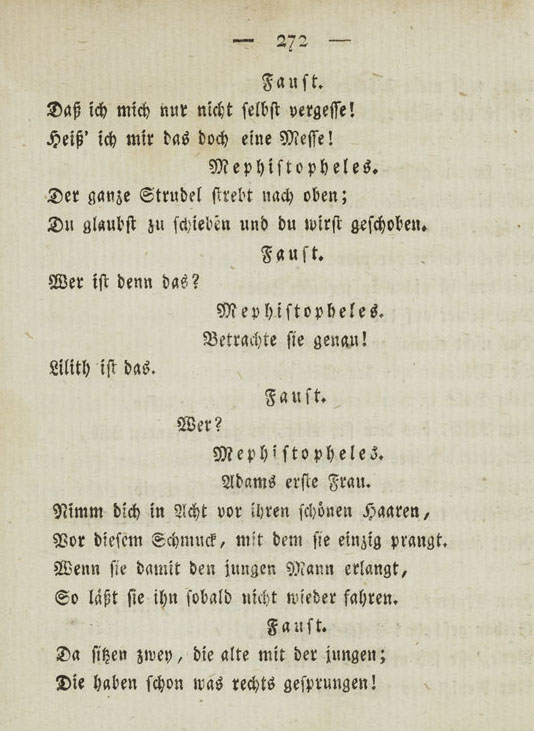 — 272 —
Faust.
Daß ich mich nur nicht selbst vergesse!
Heiß' ich mir das doch eine Messe!
Mephistopheles.
Der ganze Strudel strebt nach oben;
Du glaubst zu schieben und du wirst geschoben.
Faust.
Wer ist denn das?
Mephistopheles.
Betrachte sie genau!
Lilith ist das.
Faust.
Wer?
Mephistopheles.
Adams erste Frau.
Nimm dich in Acht vor ihren schönen Haaren,
Vor diesem Schmuck, mit dem sie einzig prangt.
Wenn sie damit den jungen Mann erlangt,
So läßt sie ihn sobald nicht wieder fahren.
Faust.
Da sitzen zwey, die alte mit der jungen;
Die haben schon was rechts gesprungen!